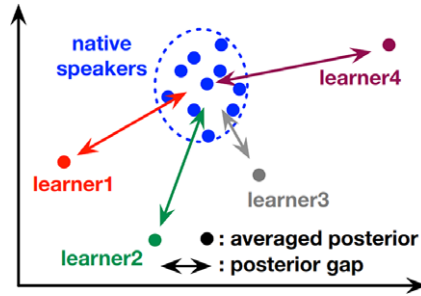 native
speakers
learner4
learner1
learner3
learner2
: averaged posterior
: posterior gap